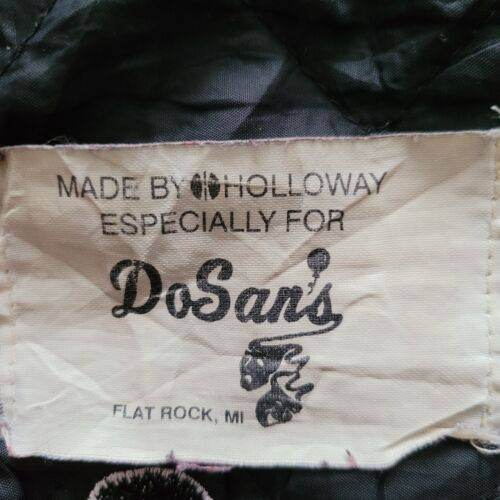 MADE BY HOLLOWAY
ESPECIALLY FOR
DoSan's
FLAT ROCK, MI